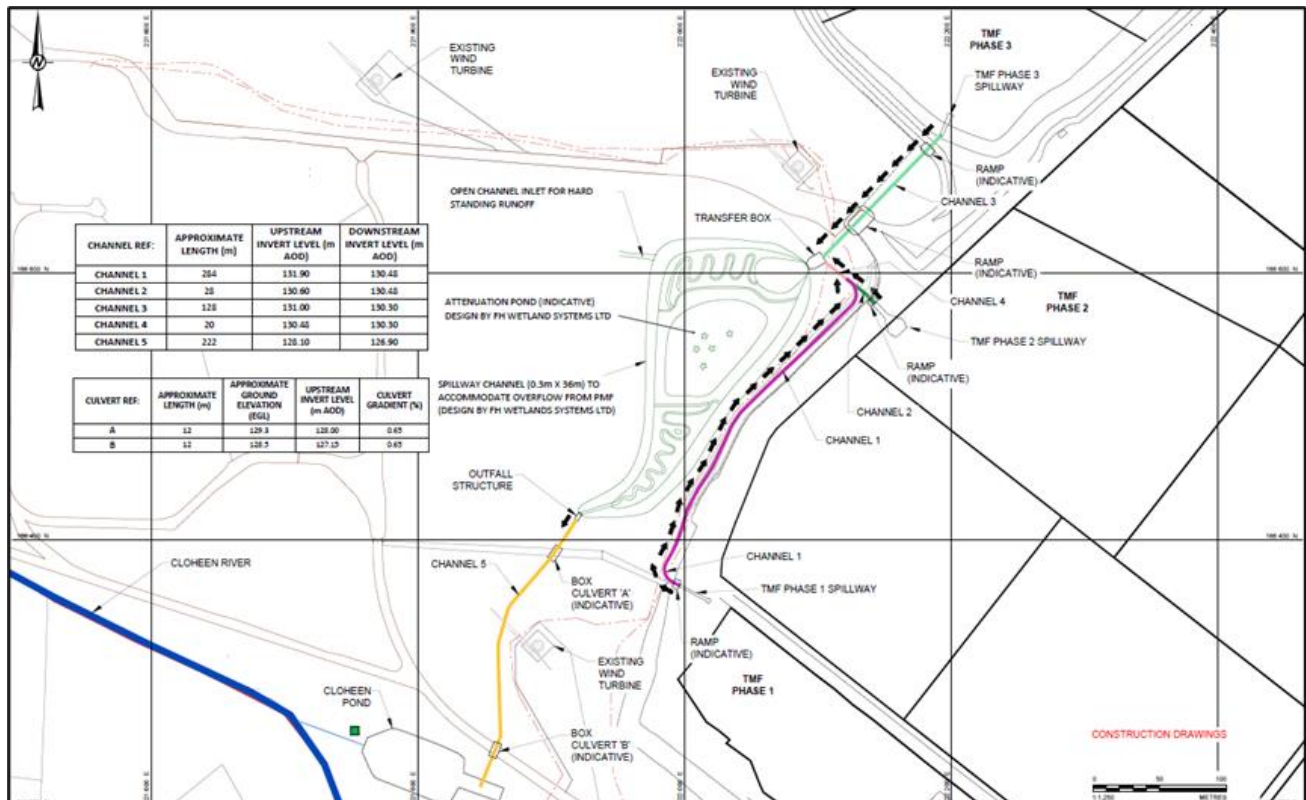 TMF
PHASE 3
EXISTING
WIND
TURBINE
EXISTING
WIND
TURBINE
TMF PHASE 3
SPILLWAY
RAMP
(INDICATIVE)
CHANNEL 3
OPEN CHANNEL INLET FOR HARD
STANDING RUNOFF
TRANSFER BOX
CHANNEL REF: APPROXIMATE LENGTH (m) UPSTREAM INVERT LEVEL (m AOD) DOWNSTREAM INVERT LEVEL (m AOD)
CHANNEL 1 284 131.90 130.48
CHANNEL 2 28 130.60 130.48
CHANNEL 3 128 131.00 130.30
CHANNEL 4 20 130.48 130.30
CHANNEL 5 222 128.10 126.90
RAMP
(INDICATIVE)
CHANNEL 4
TMF
PHASE 2
ATTENUATION POND (INDICATIVE)
DESIGN BY FH WETLAND SYSTEMS LTD
TMF PHASE 2 SPILLWAY
RAMP
(INDICATIVE)
CULVERT REF: APPROXIMATE LENGTH (m) APPROXIMATE GROUND ELEVATION (EGL) UPSTREAM INVERT LEVEL (m AOD) CULVERT GRADIENT (%)
A 12 129.3 128.00 0.65
B 12 128.5 127.15 0.65
SPILLWAY CHANNEL (0.3m X 36m) TO
ACCOMMODATE OVERFLOW FROM PMF
(DESIGN BY FH WETLANDS SYSTEMS LTD)
CHANNEL 2
CHANNEL 1
OUTFALL
STRUCTURE
CLOHEEN RIVER
CHANNEL 5
CHANNEL 1
BOX
CULVERT 'A'
(INDICATIVE)
TMF PHASE 1 SPILLWAY
RAMP
(INDICATIVE)
EXISTING
WIND
TURBINE
TMF
PHASE 1
CLOHEEN
POND
BOX
CULVERT 'B'
(INDICATIVE)
CONSTRUCTION DRAWINGS
0 50 100
1:1,250 METRES